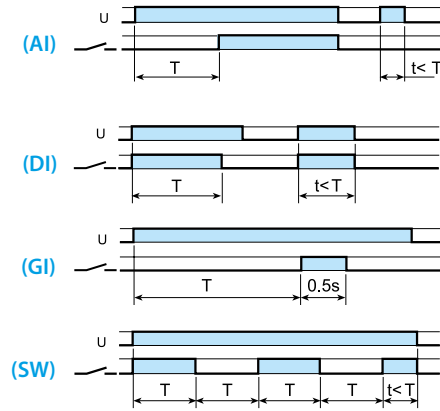 U
(AI)
T
t< T
U
(DI)
T
t< T
U
(GI)
T 0.5s
U
(SW)
T T T T t< T